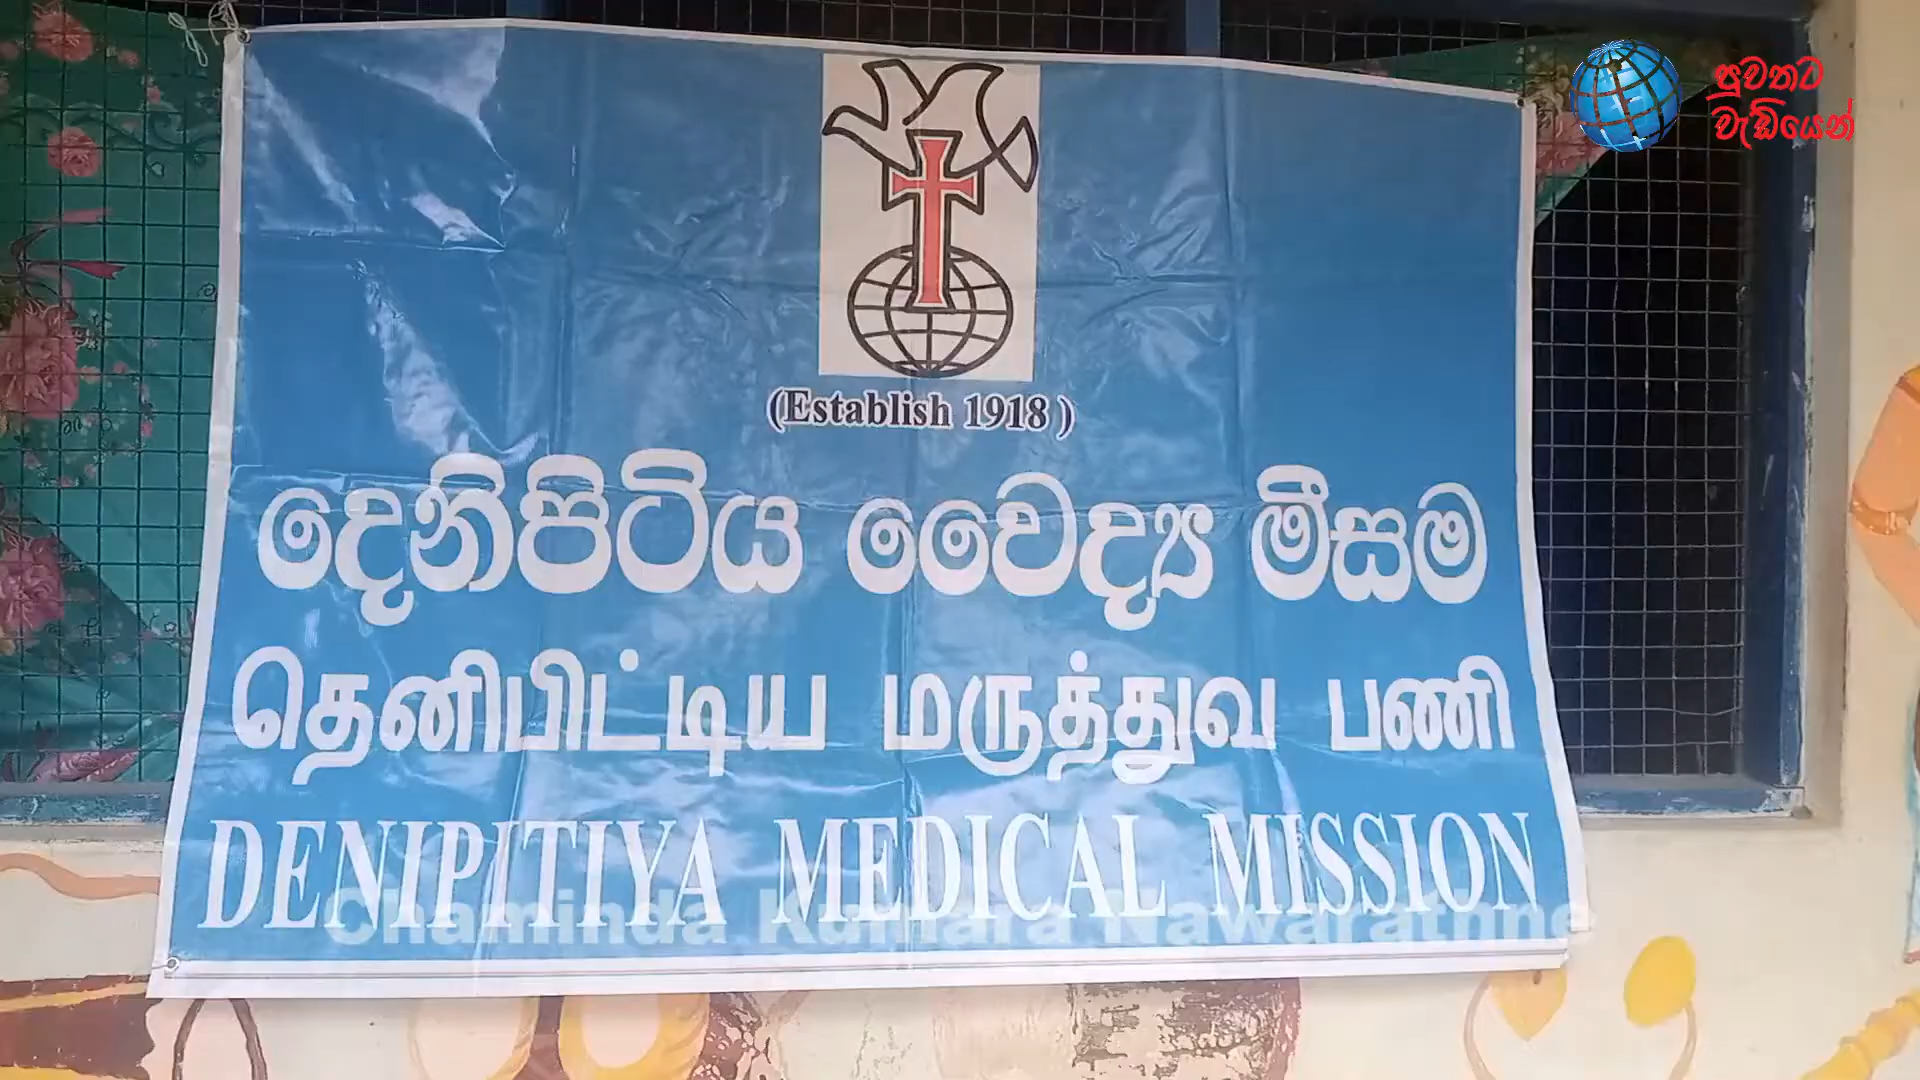 පුවතට
වැඩියෙන්
(Establish 1918)
දෙනිපිටිය වෛද්‍ය මීසම
தெனிபிட்டிய மருத்துவ பணி
DENIPITIYA MEDICAL MISSION
Chaminda Kumara Nawarathne